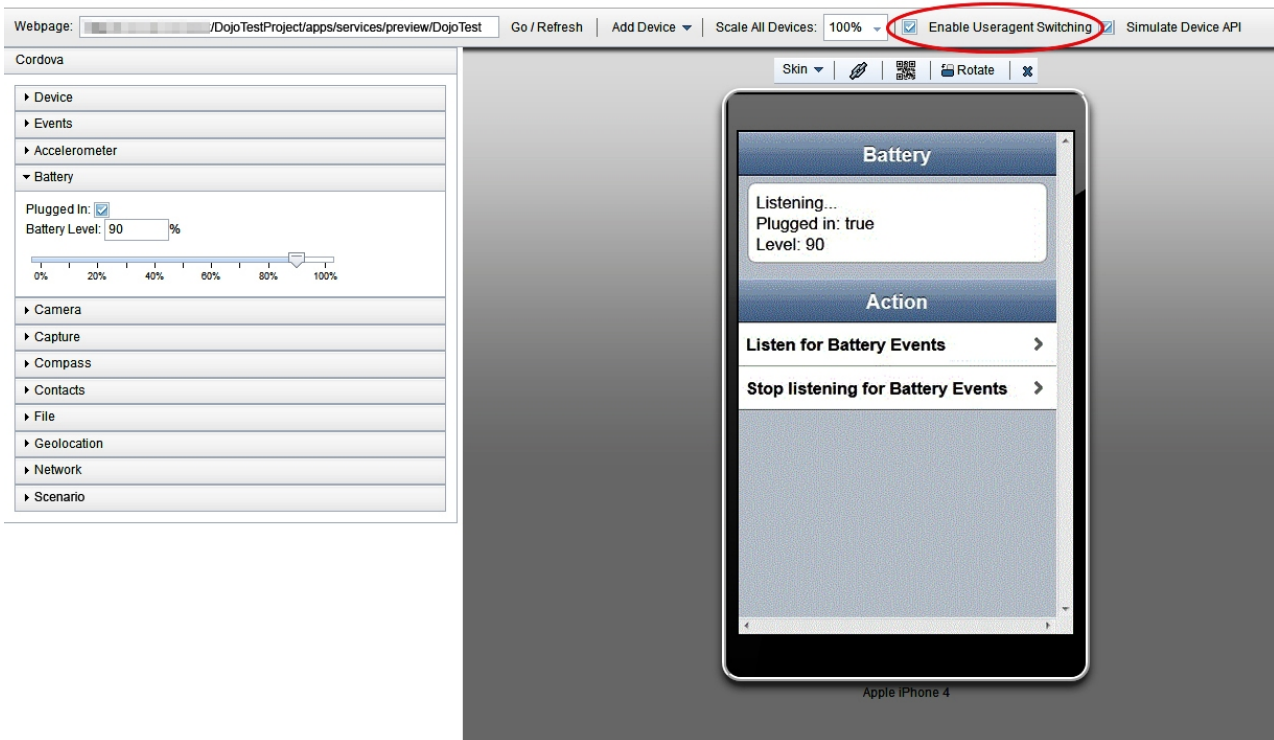 Webpage: /DojoTestProject/apps/services/preview/DojoTest Go / Refresh Add Device Scale All Devices: 100% Enable Useragent Switching Simulate Device API
Cordova
Skin Rotate
Device
Events
Accelerometer
Battery
Plugged In:
Battery Level: 90 %
0% 20% 40% 60% 80% 100%
Camera
Capture
Compass
Contacts
File
Geolocation
Network
Scenario
Battery
Listening...
Plugged in: true
Level: 90
Action
Listen for Battery Events
Stop listening for Battery Events
Apple iPhone 4